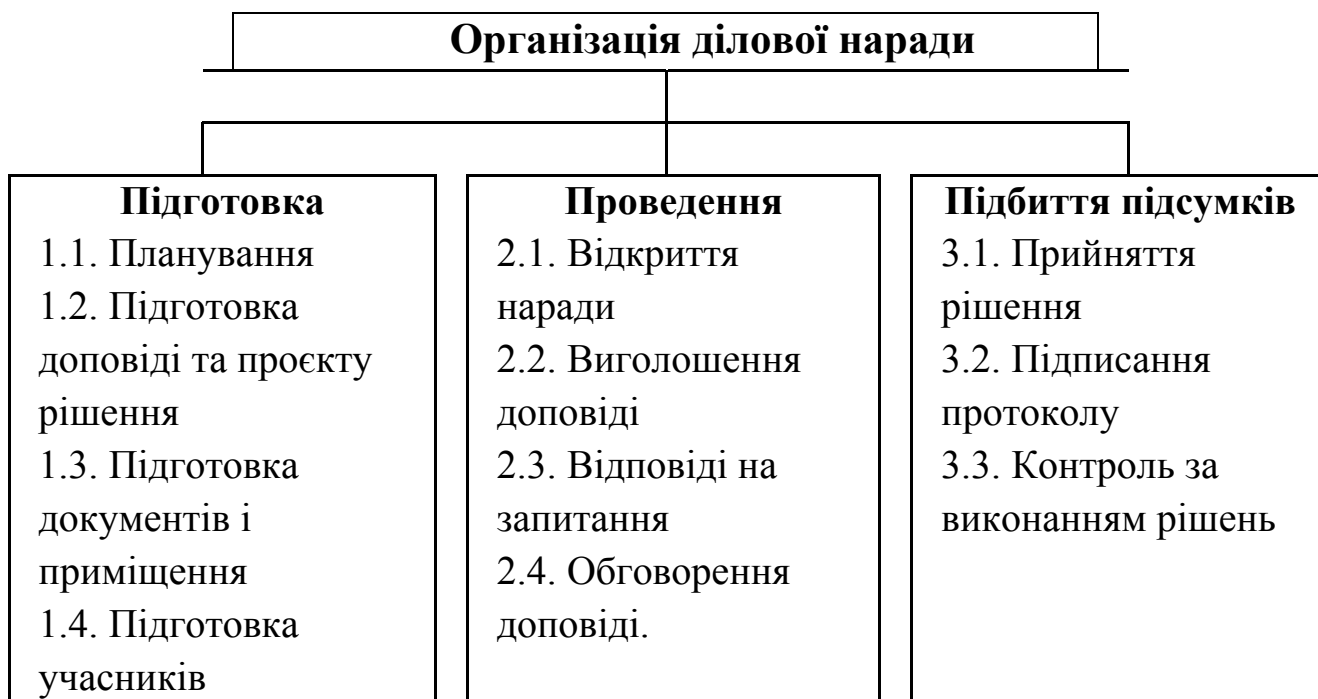 Організація ділової наради
Підготовка
1.1. Планування
1.2. Підготовка
доповіді та проєкту
рішення
1.3. Підготовка
документів і
приміщення
1.4. Підготовка
учасників
Проведення
2.1. Відкриття
наради
2.2. Виголошення
доповіді
2.3. Відповіді на
запитання
2.4. Обговорення
доповіді.
Підбиття підсумків
3.1. Прийняття
рішення
3.2. Підписання
протоколу
3.3. Контроль за
виконанням рішень